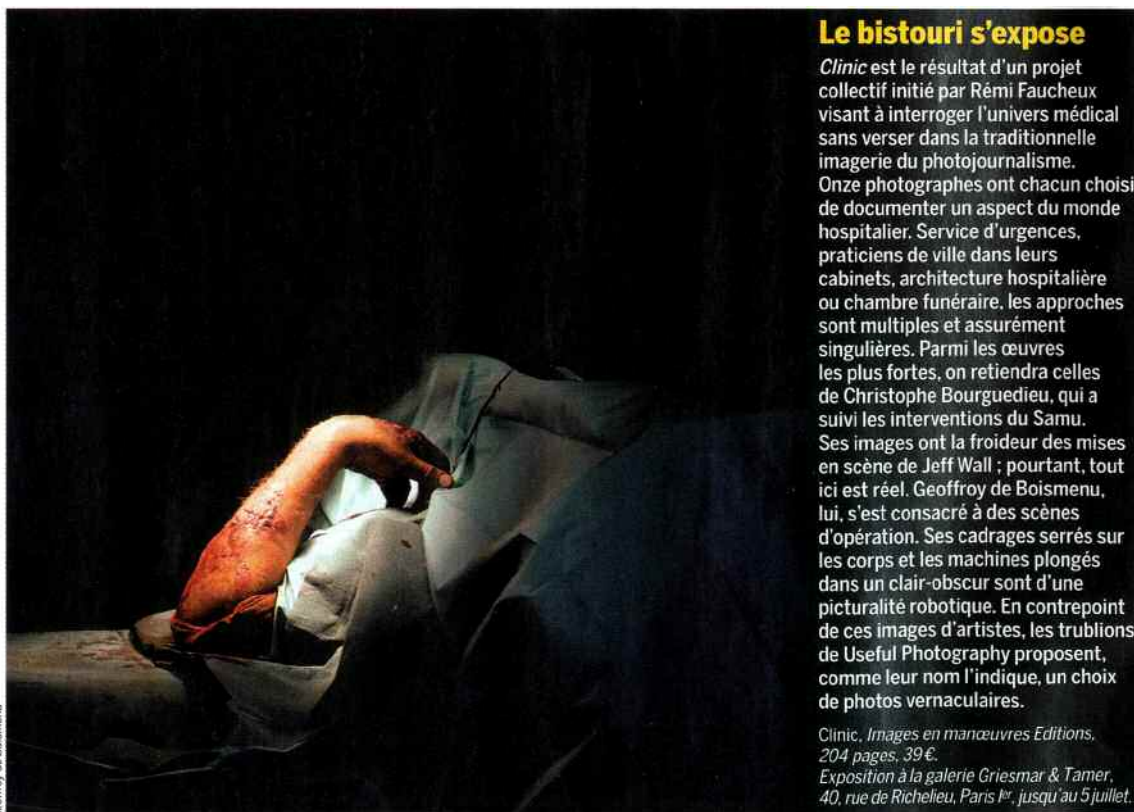 Le bistouri s'expose
Clinic est le résultat d'un projet
collectif initié par Rémi Faucheux
visant à interroger l'univers médical
sans verser dans la traditionnelle
imagerie du photojournalisme.
Onze photographes ont chacun choisi
de documenter un aspect du monde
hospitalier. Service d'urgences,
praticiens de ville dans leurs
cabinets, architecture hospitalière
ou chambre funéraire, les approches
sont multiples et assurément
singulières. Parmi les œuvres
les plus fortes, on retiendra celles
de Christophe Bourguedieu, qui a
suivi les interventions du Samu.
Ses images ont la froideur des mises
en scène de Jeff Wall ; pourtant, tout
ici est réel. Geoffroy de Boismenu,
lui, s'est consacré à des scènes
d'opération. Ses cadrages serrés sur
les corps et les machines plongés
dans un clair-obscur sont d'une
picturalité robotique. En contrepoint
de ces images d'artistes, les trublions
de Useful Photography proposent,
comme leur nom l'indique, un choix
de photos vernaculaires.
Clinic, Images en manœuvres Editions,
204 pages, 39 €.
Exposition à la galerie Griesmar & Tamer,
40, rue de Richelieu, Paris Ier, jusqu'au 5 juillet.